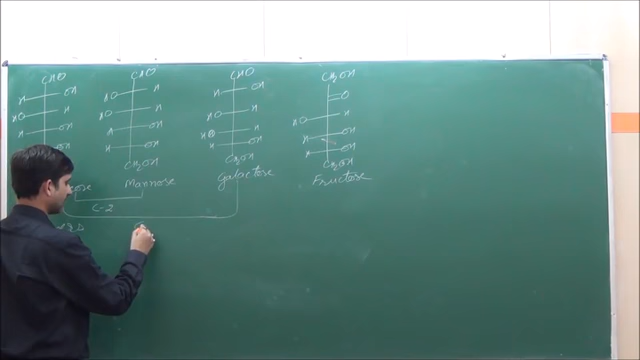 CHO CHO CHO CH2OH
H OH HO H H OH O
HO H HO H HO H HO H
H OH H OH HO H H OH
OH H OH H OH H OH
CH2OH CH2OH CH2OH
Mannose Galactose Fructose
C-2